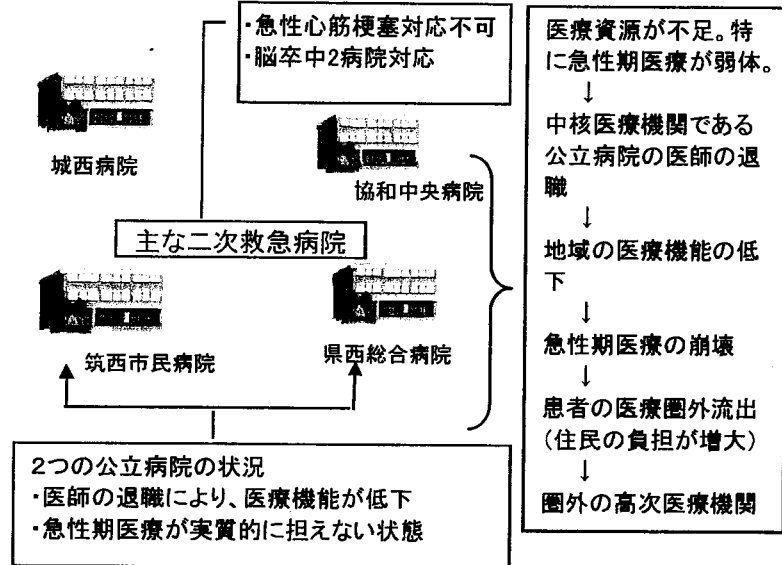 ・急性心筋梗塞対応不可
・脳卒中2病院対応
城西病院
協和中央病院
主な二次救急病院
筑西市民病院
県西総合病院
2つの公立病院の状況
・医師の退職により、医療機能が低下
・急性期医療が実質的に担えない状態
医療資源が不足。特
に急性期医療が弱体。
↓
中核医療機関である
公立病院の医師の退
職
↓
地域の医療機能の低
下
↓
急性期医療の崩壊
↓
患者の医療圏外流出
(住民の負担が増大)
↓
圏外の高次医療機関